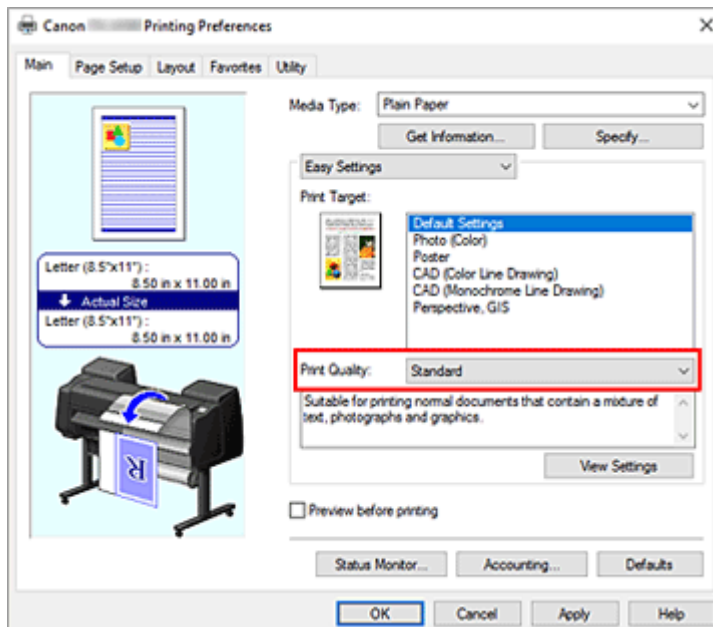 Canon Printing Preferences
Main Page Setup Layout Favorites Utility
Media Type: Plain Paper
Get Information... Specify...
Easy Settings
Print Target:
Default Settings
Photo (Color)
Poster
CAD (Color Line Drawing)
CAD (Monochrome Line Drawing)
Perspective, GIS
Letter (8.5"x11") :
8.50 in x 11.00 in
Actual Size
Letter (8.5"x11") :
8.50 in x 11.00 in
R
Print Quality: Standard
Suitable for printing normal documents that contain a mixture of
text, photographs and graphics.
View Settings
Preview before printing
Status Monitor... Accounting... Defaults
OK Cancel Apply Help